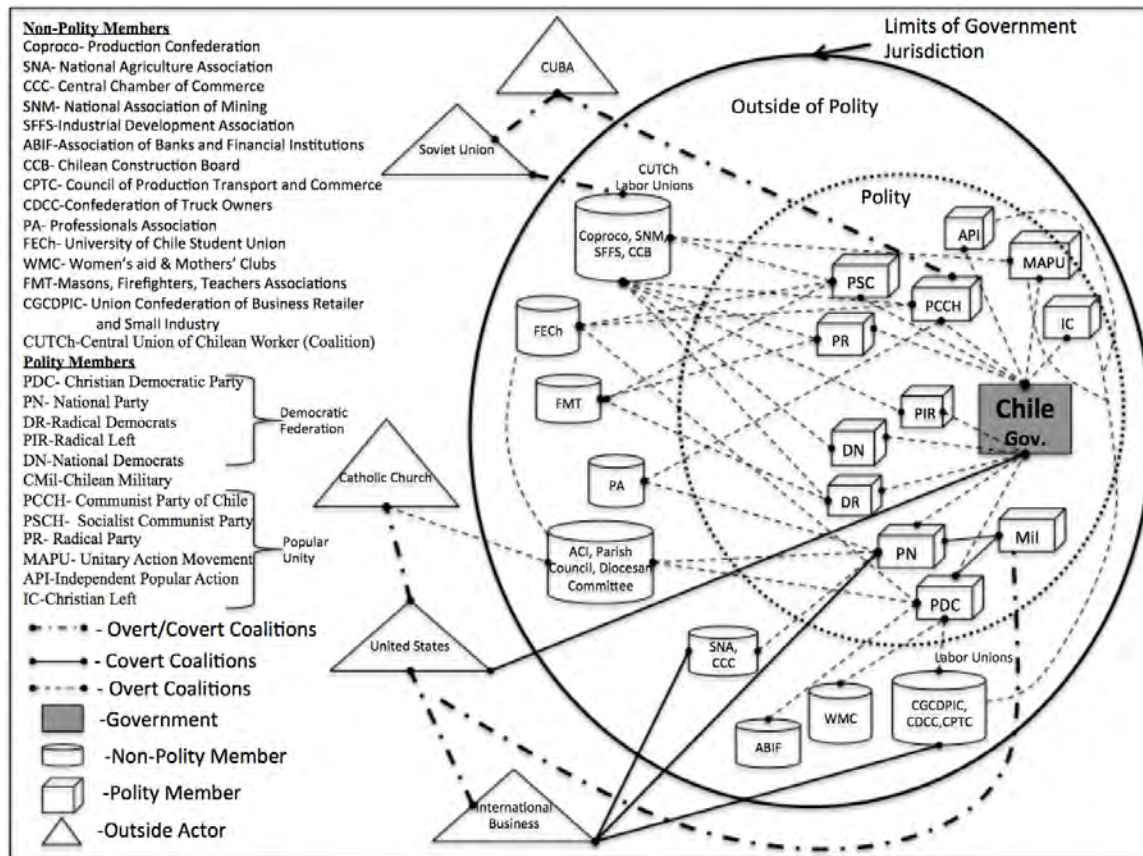 Non-Polity Members
Coproco- Production Confederation
SNA- National Agriculture Association
CCC- Central Chamber of Commerce
SNM- National Association of Mining
SFFS-Industrial Development Association
ABIF-Association of Banks and Financial Institutions
CCB- Chilean Construction Board
CPTC- Council of Production Transport and Commerce
CDCC-Confederation of Truck Owners
PA- Professionals Association
FECh- University of Chile Student Union
WMC- Women's aid & Mothers' Clubs
FMT-Masons, Firefighters, Teachers Associations
CGCDPIC- Union Confederation of Business Retailer
and Small Industry
CUTCh-Central Union of Chilean Worker (Coalition)
Polity Members
PDC- Christian Democratic Party
PN- National Party
DR-Radical Democrats
PIR-Radical Left
DN-National Democrats
Democratic
Federation
CMil-Chilean Military
PCCH- Communist Party of Chile
PSCH- Socialist Communist Party
PR- Radical Party
MAPU- Unitary Action Movement
API-Independent Popular Action
IC-Christian Left
Popular
Unity
- Overt/Covert Coalitions
- Covert Coalitions
- Overt Coalitions
-Government
-Non-Polity Member
-Polity Member
-Outside Actor
Limits of Government
Jurisdiction
Outside of Polity
Polity
CUBA
Soviet Union
CUTCh
Labor Unions
Coproco, SNM,
SFFS, CCB
API
MAPU
PSC
PCCH
IC
FECh
PR
FMT
PIR
Chile
Gov.
DN
Catholic Church
PA
DR
ACI, Parish
Council, Diocesan
Committee
PN
Mil
PDC
United States
SNA,
CCC
Labor Unions
CGCDPIC,
CDCC,CPTC
WMC
ABIF
International
Business